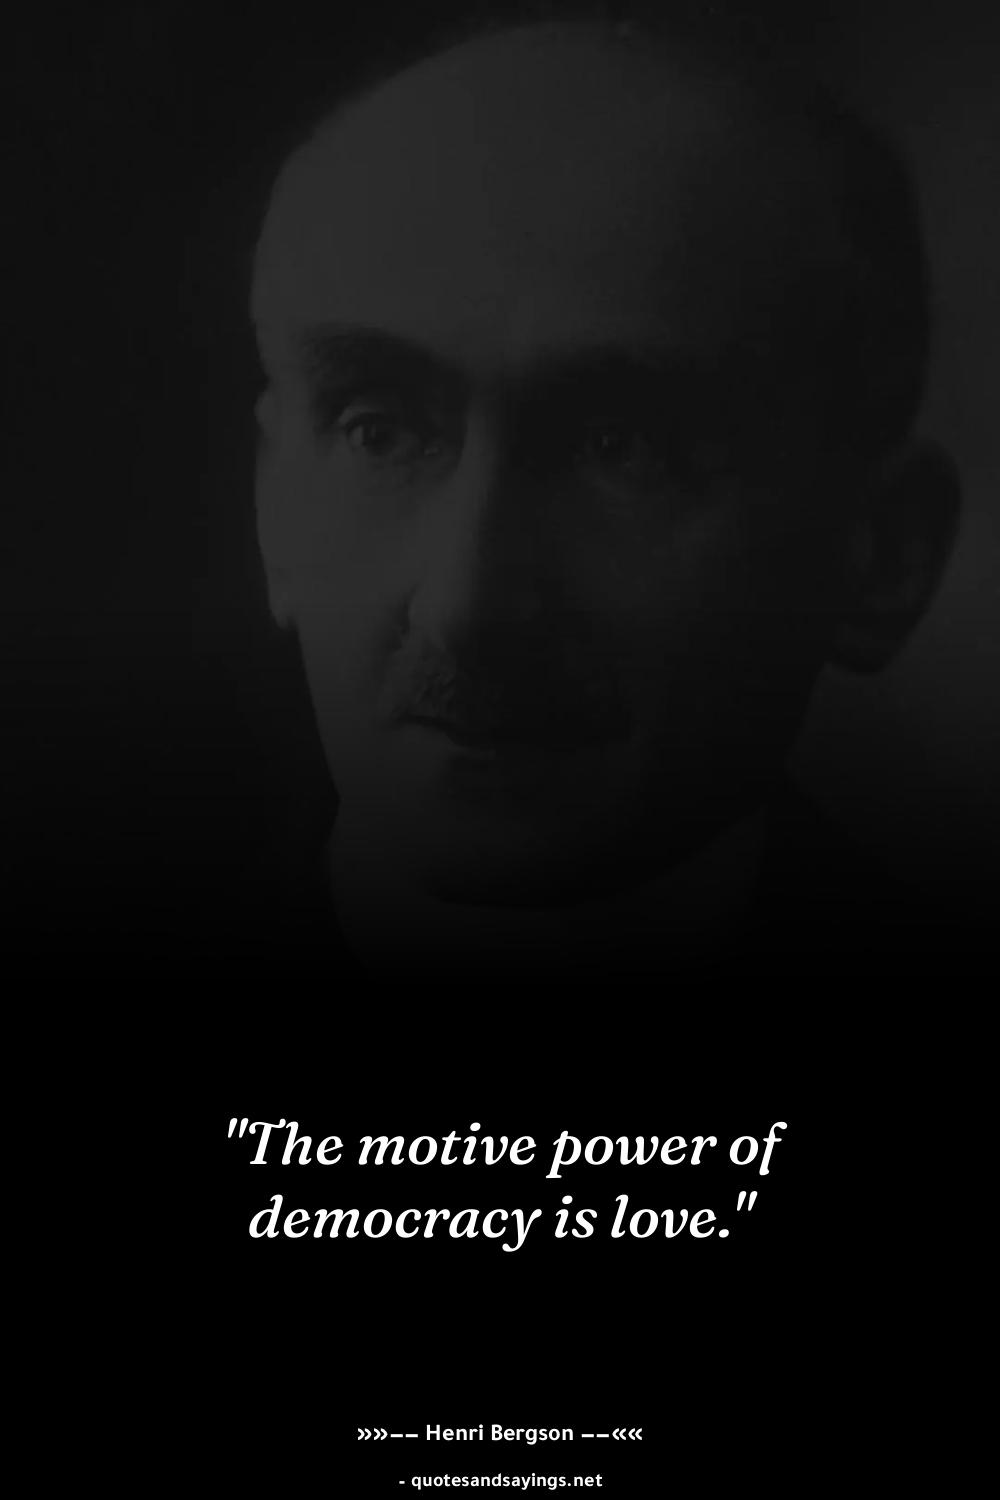 "The motive power of
democracy is love."
»»−− Henri Bergson −−««
- quotesandsayings.net